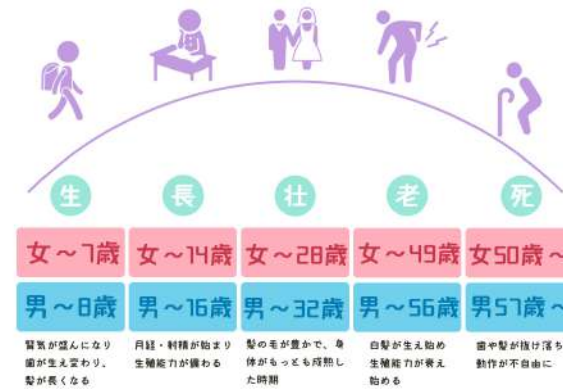 生 長 壮 老 死
女～7歳 女～14歳 女～28歳 女～49歳 女50歳～
男～8歳 男～16歳 男～32歳 男～56歳 男57歳～
腎気が盛んになり
歯が生え変わり、
髪が長くなる
月経・射精が始まり
生殖能力が備わる
髪の毛が豊かで、身
体がもっとも成熟し
た時期
白髪が生え始め
生殖能力が衰え
始める
歯や髪が抜け落ち
動作が不自由に